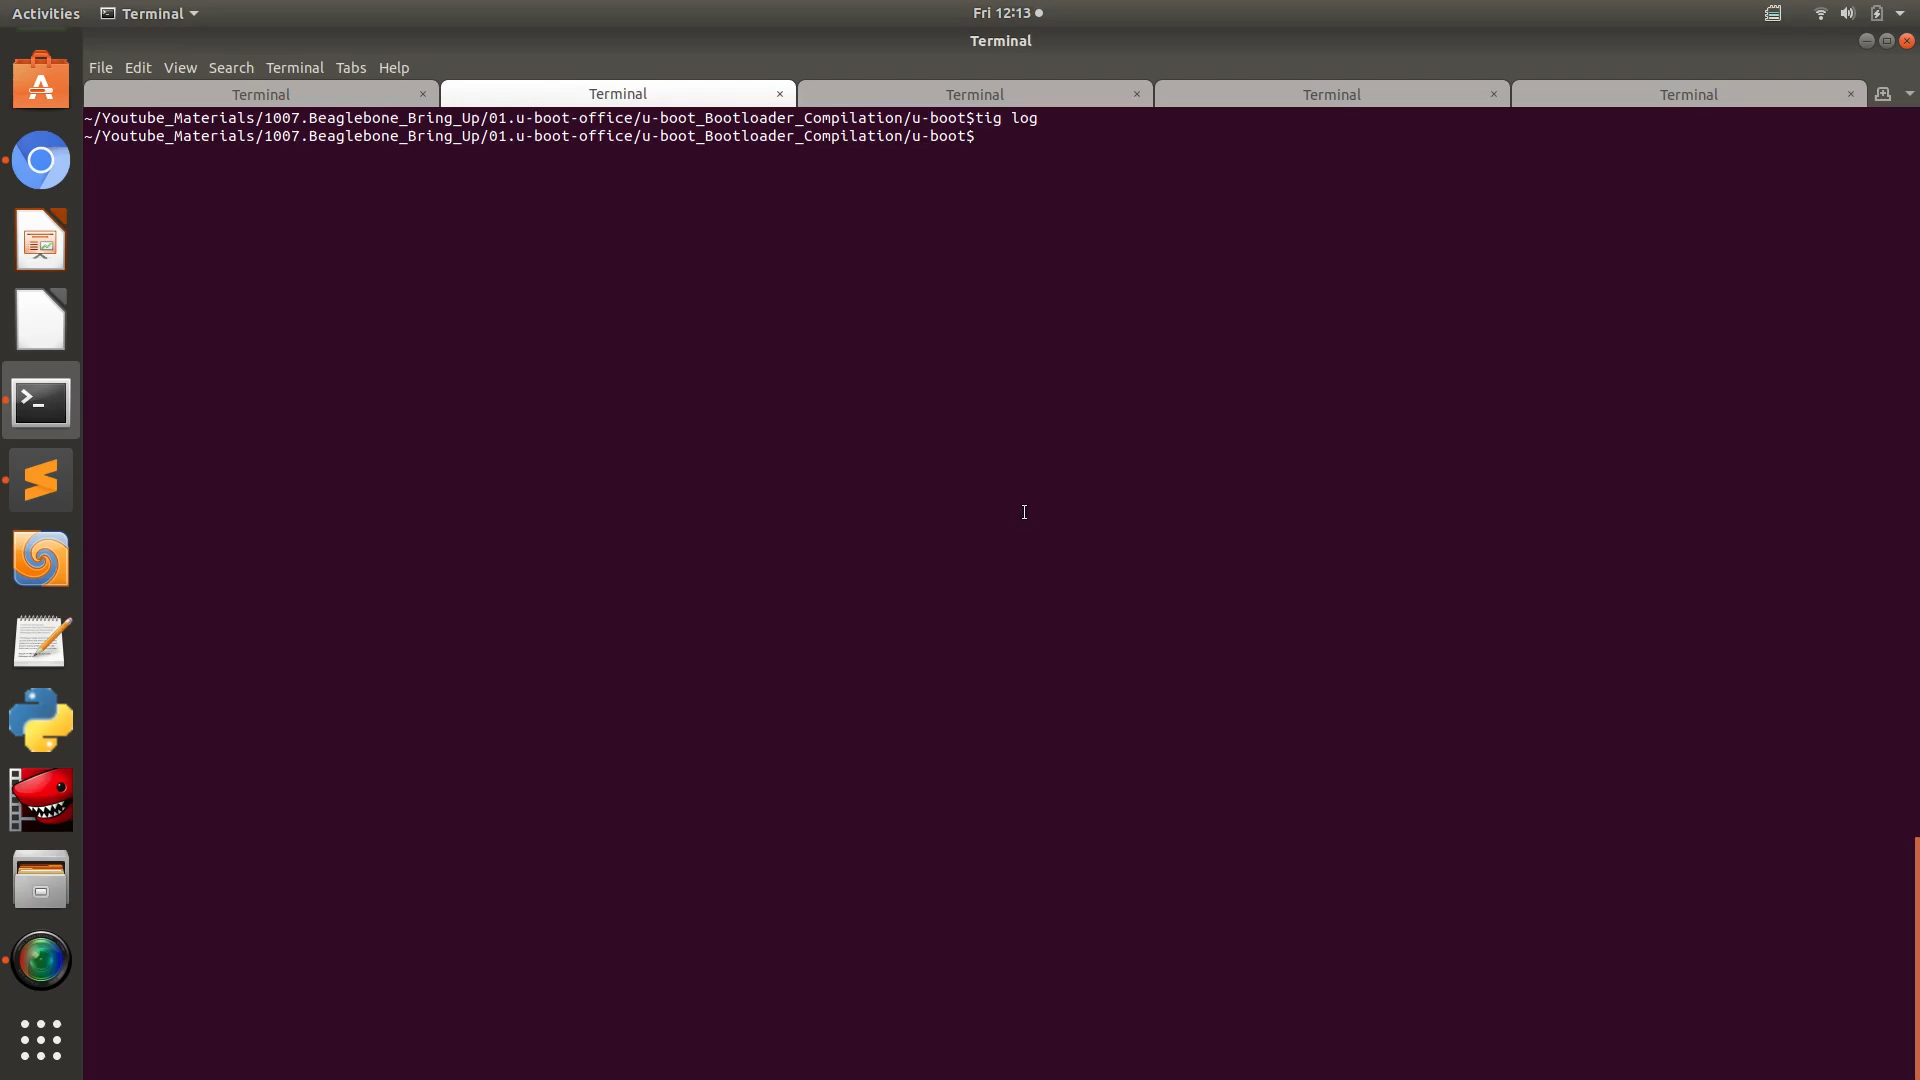 Activities Terminal Fri 12:13
Terminal
File Edit View Search Terminal Tabs Help
Terminal Terminal Terminal Terminal Terminal
~/Youtube_Materials/1007.Beaglebone_Bring_Up/01.u-boot-office/u-boot_Bootloader_Compilation/u-boot$tig log
~/Youtube_Materials/1007.Beaglebone_Bring_Up/01.u-boot-office/u-boot_Bootloader_Compilation/u-boot$